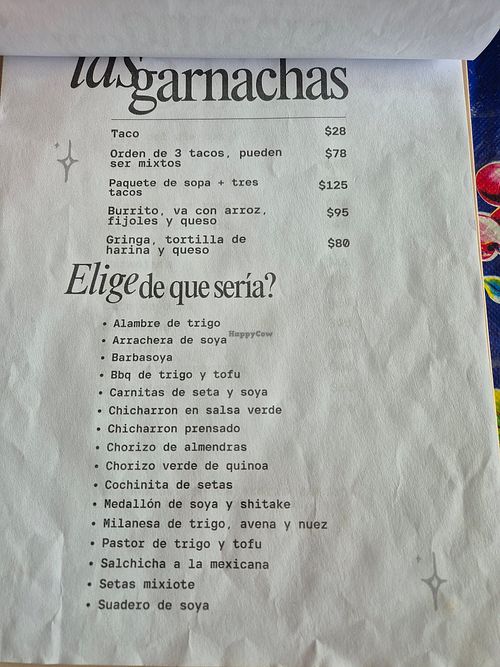 las garnachas
Taco $28
Orden de 3 tacos, pueden $78
ser mixtos
Paquete de sopa + tres $125
tacos
Burrito, va con arroz, $95
fijoles y queso
Gringa, tortilla de $80
harina y queso
Elige de que sería?
• Alambre de trigo
• Arrachera de soya
HappyCow
• Barbasoya
• Bbq de trigo y tofu
• Carnitas de seta y soya
• Chicharron en salsa verde
• Chicharron prensado
• Chorizo de almendras
• Chorizo verde de quinoa
• Cochinita de setas
• Medallón de soya y shitake
• Milanesa de trigo, avena y nuez
• Pastor de trigo y tofu
• Salchicha a la mexicana
• Setas mixiote
• Suadero de soya